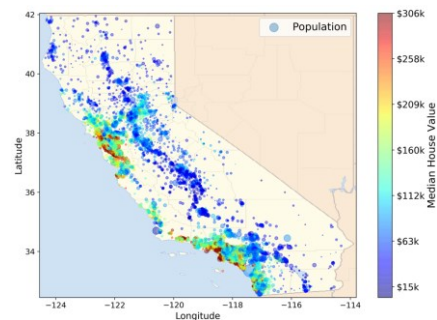 42
40
38
36
34
Latitude
−124
−122
−120
−118
−116
−114
Longitude
Population
$306k
$258k
$209k
$160k
$112k
$63k
$15k
Median House Value